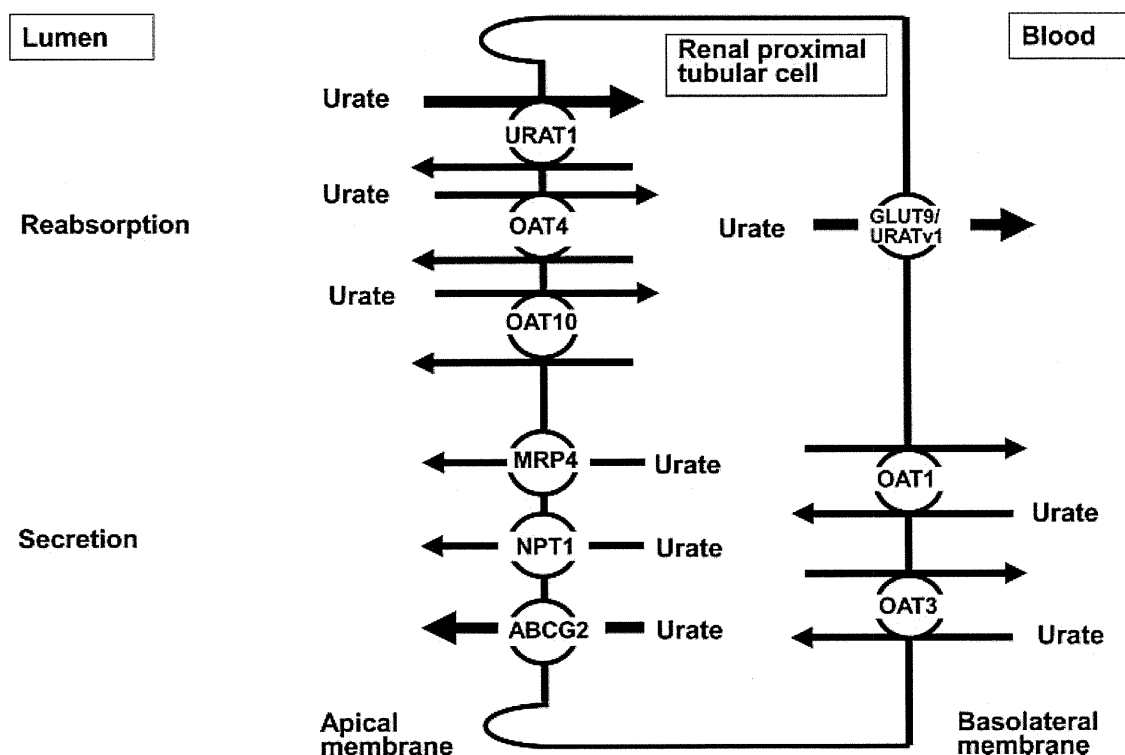 Lumen
Renal proximal
tubular cell
Blood
Urate
URAT1
Urate
Reabsorption
OAT4
Urate
GLUT9/
URATv1
Urate
OAT10
MRP4
Urate
OAT1
Urate
Secretion
NPT1
Urate
OAT3
Urate
ABCG2
Urate
Apical
membrane
Basolateral
membrane